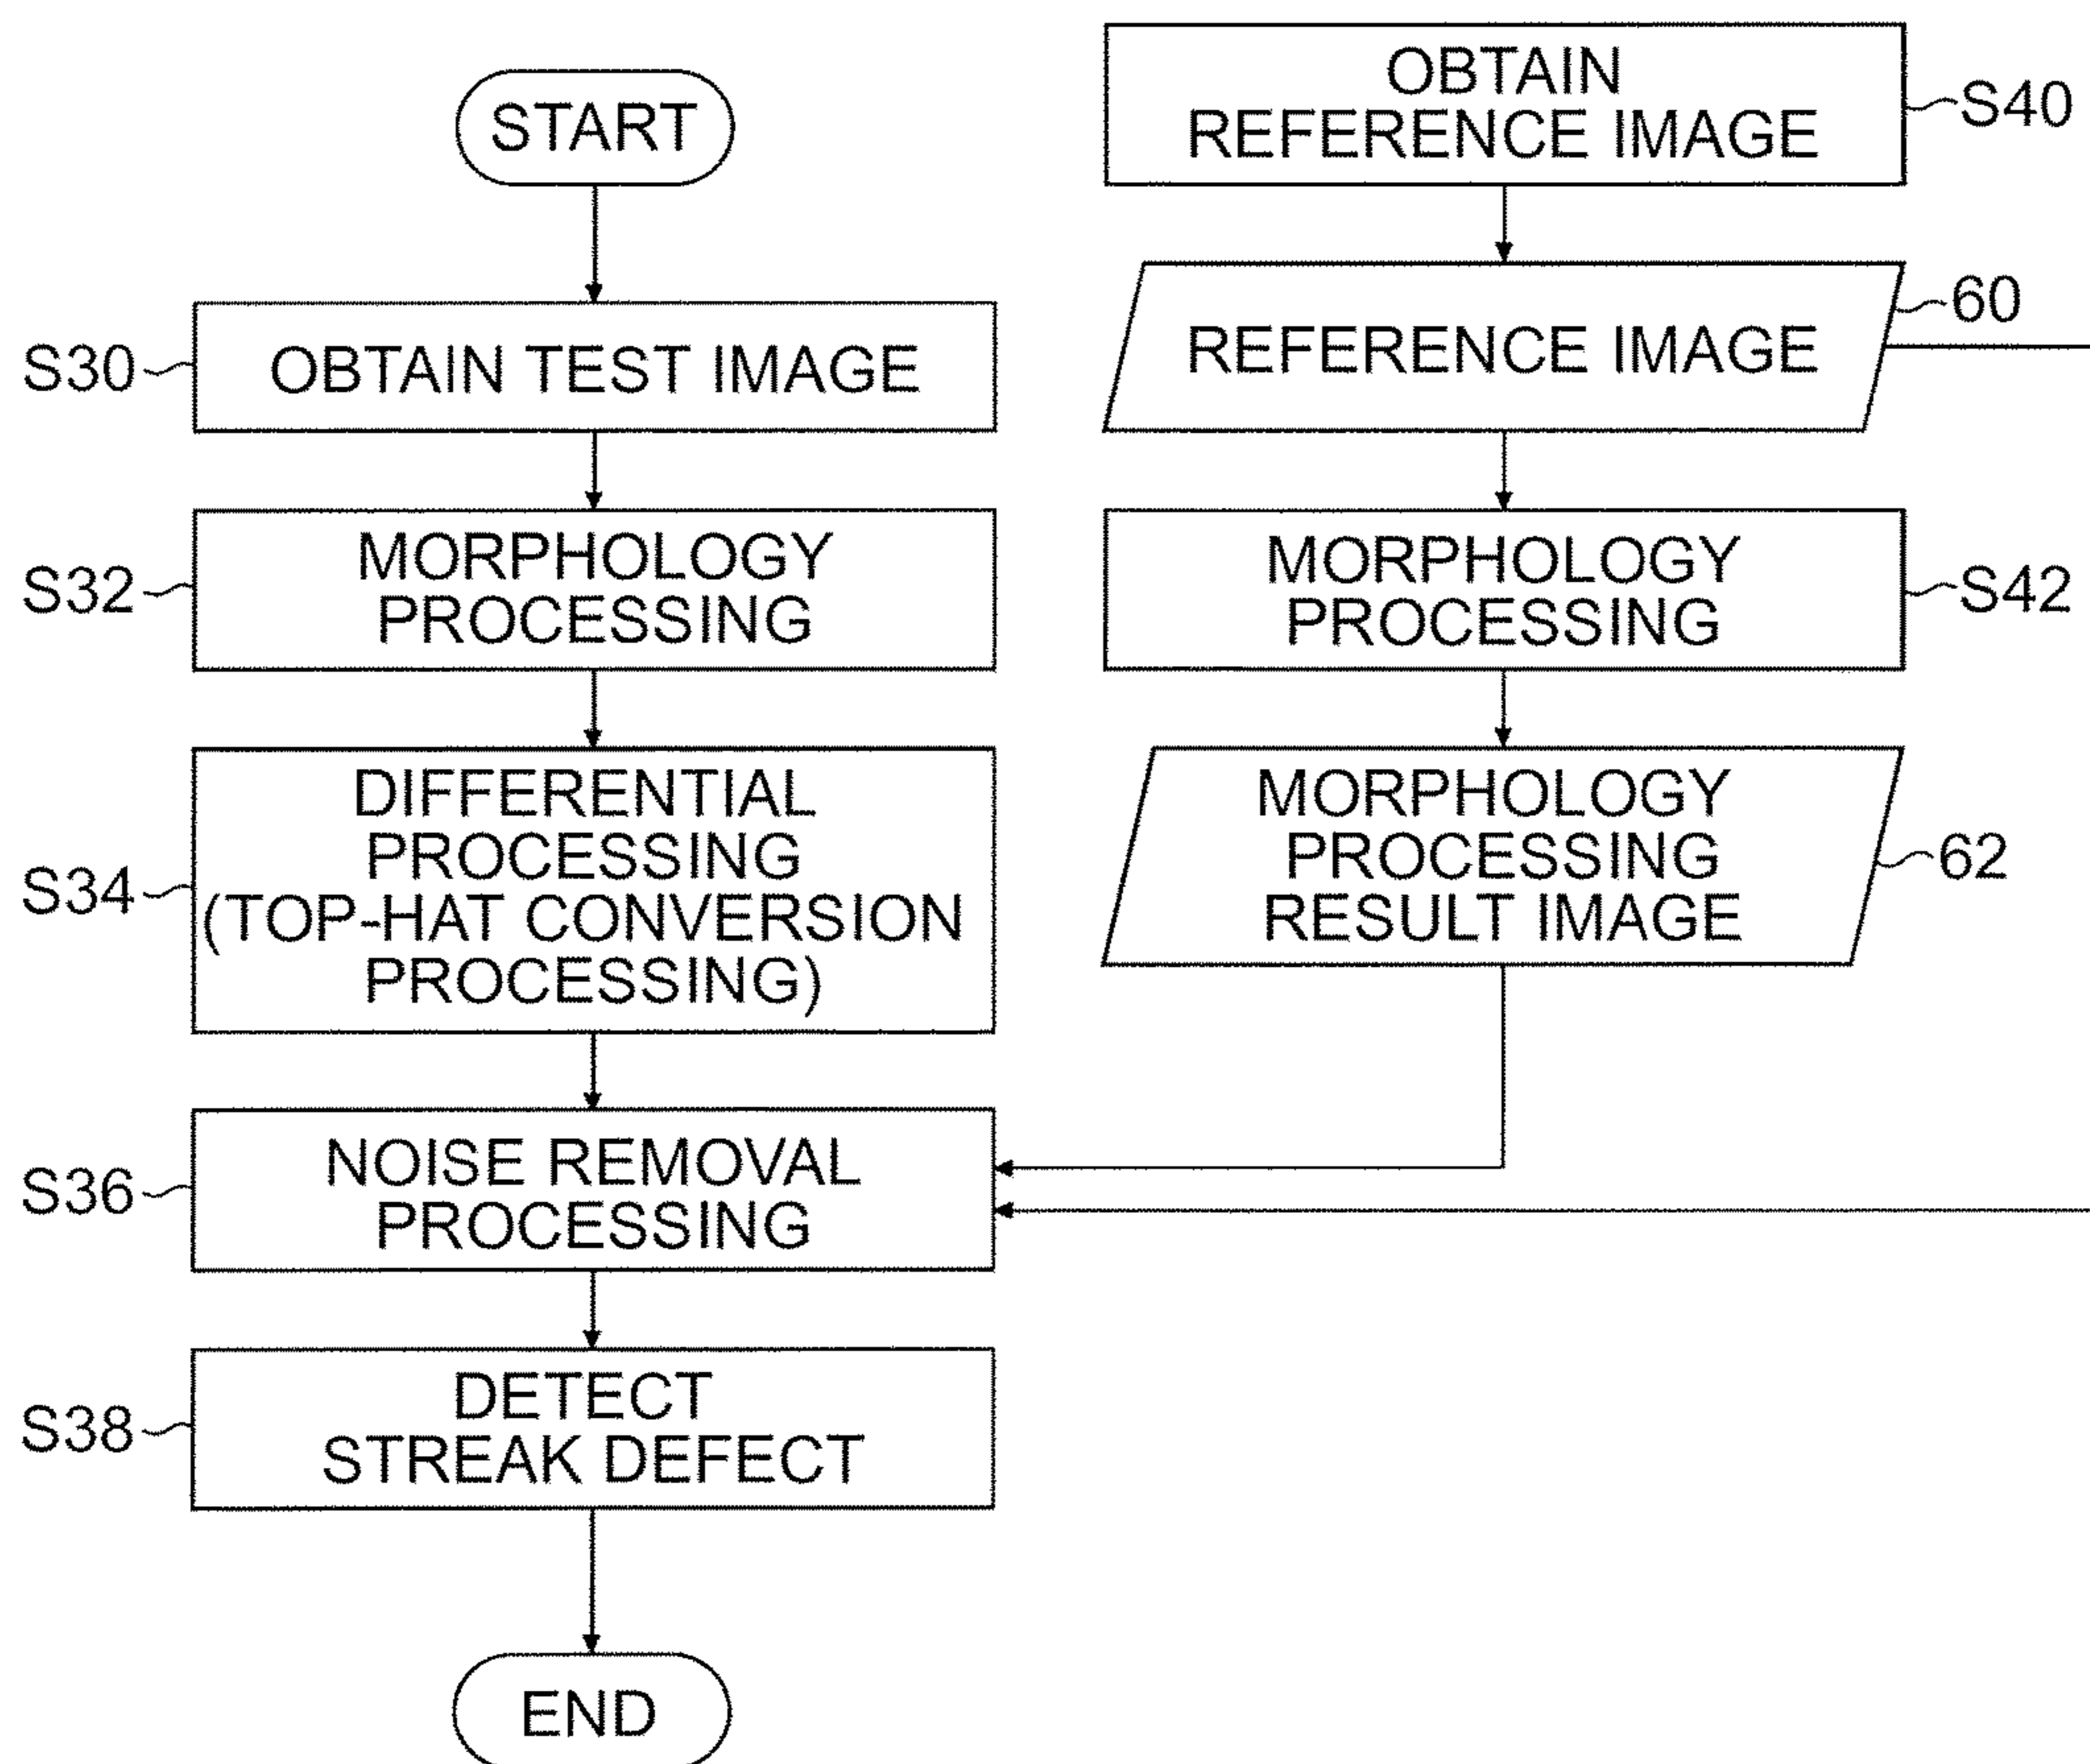 START
S30
OBTAIN TEST IMAGE
S32
MORPHOLOGY
PROCESSING
S34
DIFFERENTIAL
PROCESSING
(TOP-HAT CONVERSION
PROCESSING)
S36
NOISE REMOVAL
PROCESSING
S38
DETECT
STREAK DEFECT
END
OBTAIN
REFERENCE IMAGE
S40
REFERENCE IMAGE
60
MORPHOLOGY
PROCESSING
S42
MORPHOLOGY
PROCESSING
RESULT IMAGE
62